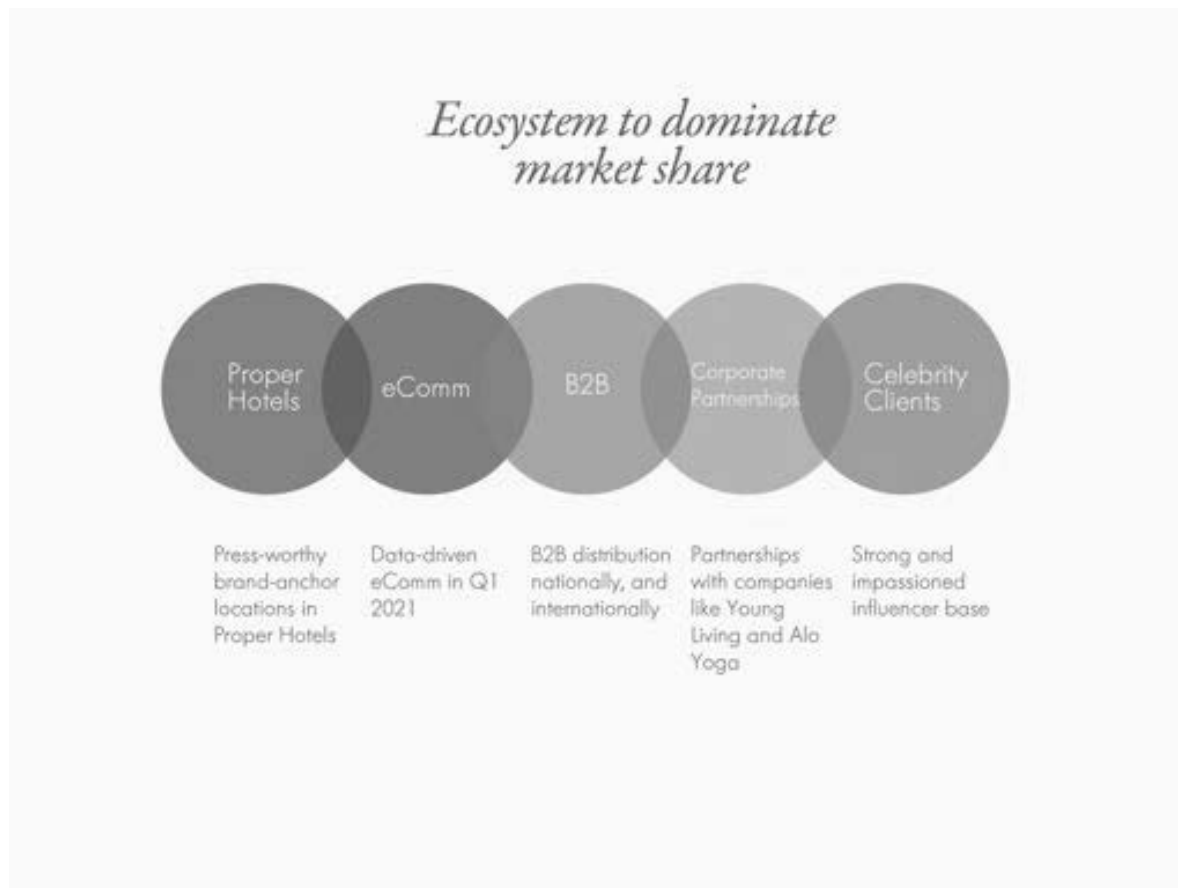 Ecosystem to dominate
market share
Proper
Hotels
eComm
B2B
Corporate
Partnerships
Celebrity
Clients
Press-worthy
brand-anchor
locations in
Proper Hotels
Data-driven
eComm in Q1
2021
B2B distribution
nationally, and
internationally
Partnerships
with companies
like Young
Living and Alo
Yoga
Strong and
impassioned
influencer base